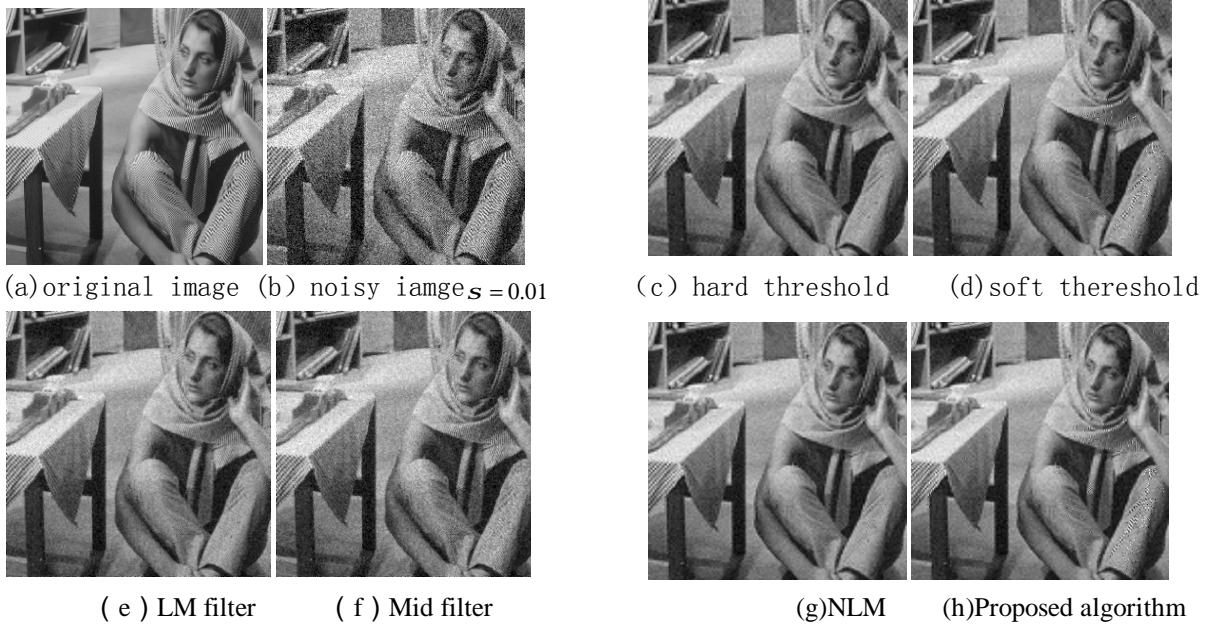 (a)original image (b) noisy iamge s = 0.01
(c) hard threshold (d)soft thereshold
(e) LM filter (f) Mid filter
(g)NLM (h)Proposed algorithm